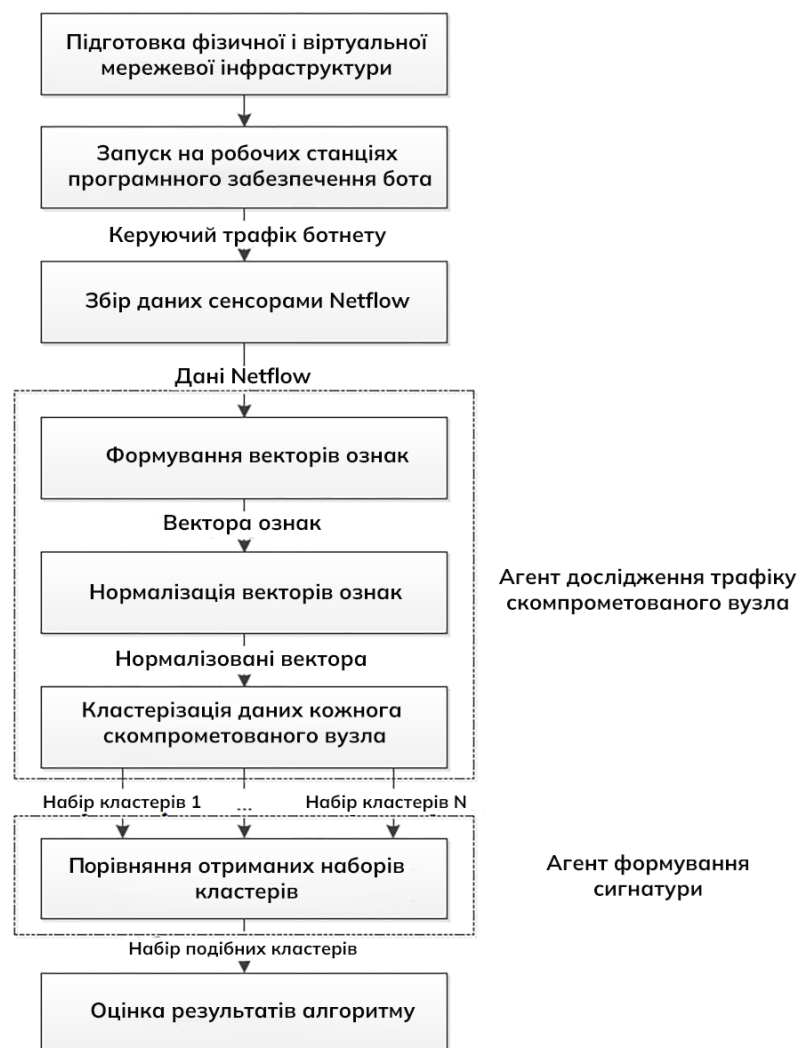 Підготовка фізичної і віртуальної
мережевої інфраструктури
Запуск на робочих станціях
програмнного забезпечення бота
Керуючий трафік ботнету
Збір даних сенсорами Netflow
Дані Netflow
Формування векторів ознак
Вектора ознак
Нормалізація векторів ознак
Агент дослідження трафіку
скомпрометованого вузла
Нормалізовані вектора
Кластерізація даних кожнога
скомпрометованого вузла
Набір кластерів 1 ... Набір кластерів N
Порівняння отриманих наборів
кластерів
Агент формування
сигнатури
Набір подібних кластерів
Оцінка результатів алгоритму